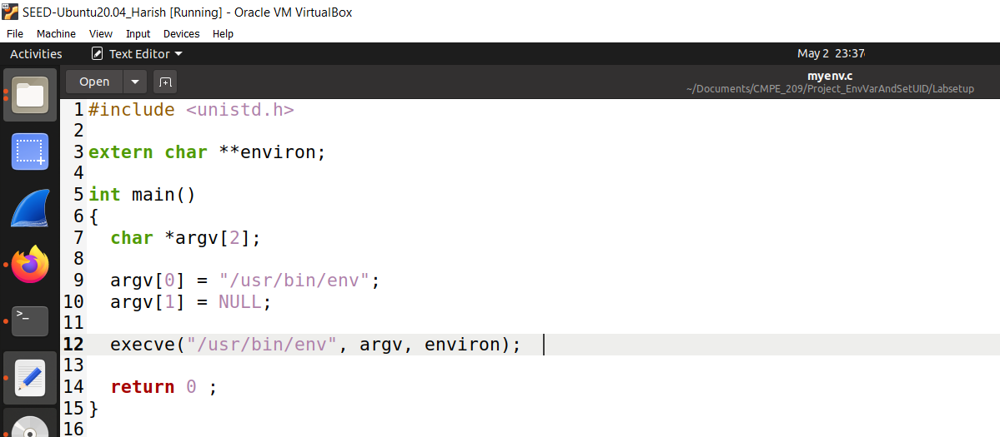 SEED-Ubuntu20.04_Harish [Running] - Oracle VM VirtualBox
File Machine View Input Devices Help
Activities Text Editor May 2 23:37
Open myenv.c
~/Documents/CMPE_209/Project_EnvVarAndSetUID/Labsetup
1 #include <unistd.h>
2
3 extern char **environ;
4
5 int main()
6 {
7   char *argv[2];
8
9   argv[0] = "/usr/bin/env";
10   argv[1] = NULL;
11
12   execve("/usr/bin/env", argv, environ);
13
14   return 0 ;
15 }
16